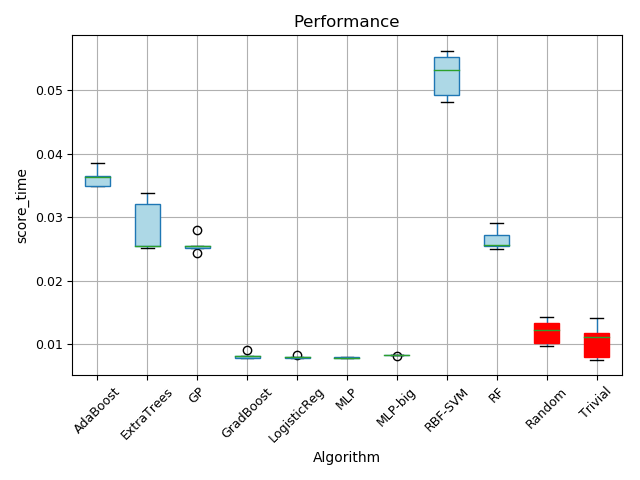 Performance
score_time
0.05
0.04
0.03
0.02
0.01
AdaBoost
ExtraTrees
GP
GradBoost
LogisticReg
MLP
MLP-big
RBF-SVM
RF
Random
Trivial
Algorithm